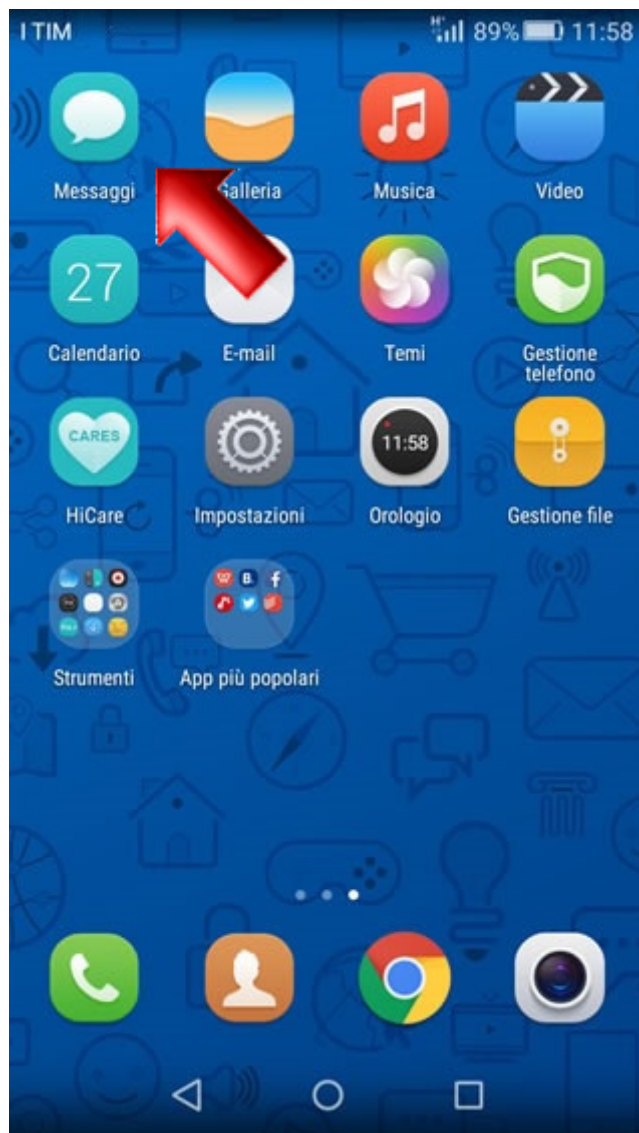 I TIM
H+ 89% 11:58
Messaggi
Galleria
Musica
Video
27
Calendario
E-mail
Temi
Gestione
telefono
CARES
11:58
HiCare
Impostazioni
Orologio
Gestione file
B.
f
Strumenti
App più popolari